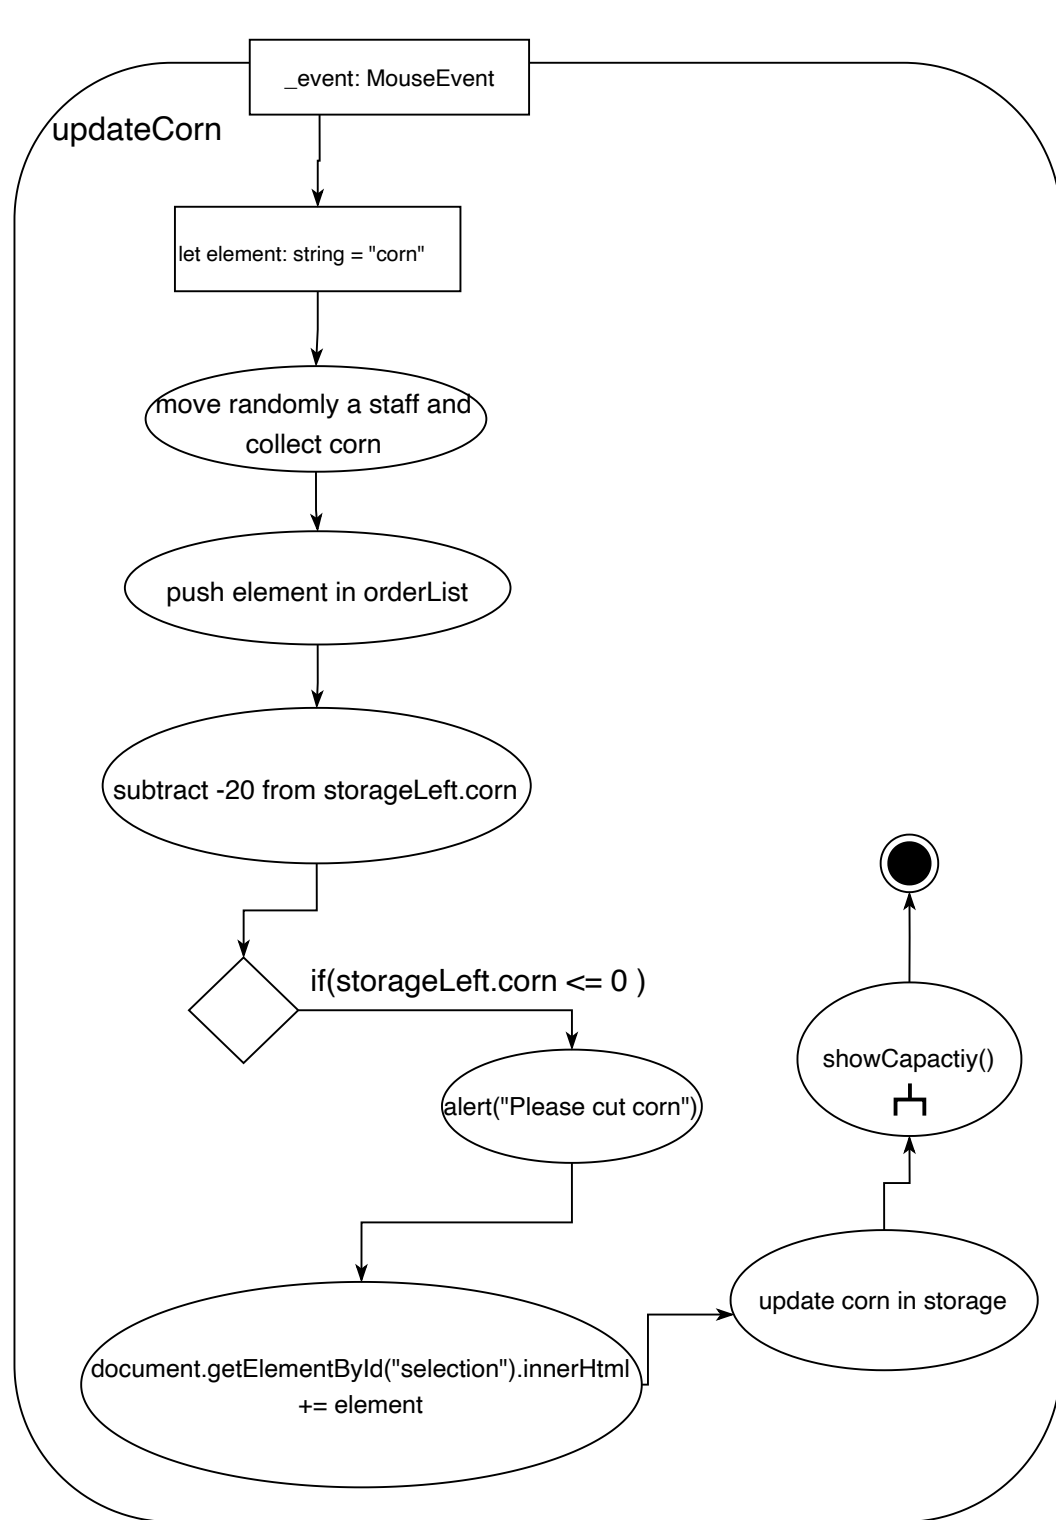 _event: MouseEvent
updateCorn
let element: string = "corn"
move randomly a staff and
collect corn
push element in orderList
subtract -20 from storageLeft.corn
if(storageLeft.corn <= 0 )
showCapactiy()
alert("Please cut corn")
update corn in storage
document.getElementById("selection").innerHtml
+= element